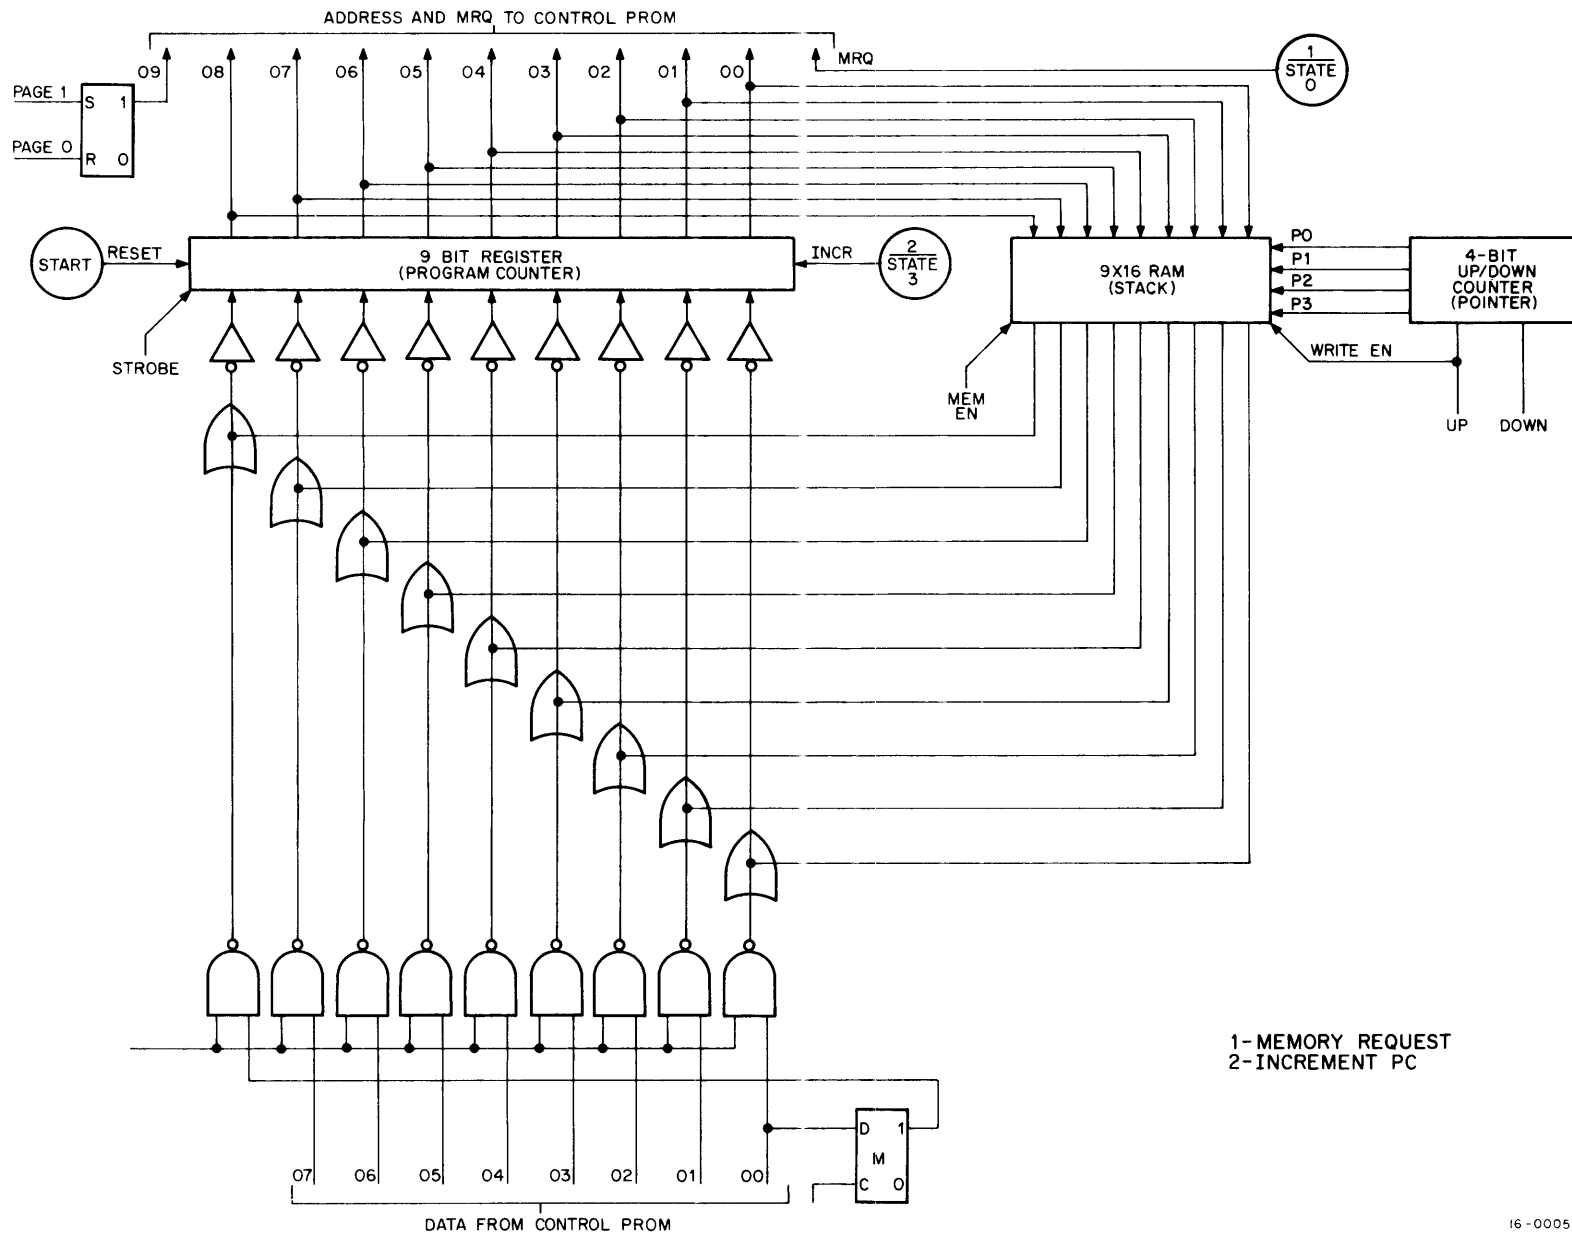 ADDRESS AND MRQ TO CONTROL PROM
09 08 07 06 05 04 03 02 01 00 MRQ
1
STATE
0
PAGE 1
S 1
PAGE 0
R 0
START
RESET
9 BIT REGISTER
(PROGRAM COUNTER)
INCR
2
STATE
3
STROBE
9X16 RAM
(STACK)
P0
P1
P2
P3
4-BIT
UP/DOWN
COUNTER
(POINTER)
WRITE EN
MEM
EN
UP DOWN
1-MEMORY REQUEST
2-INCREMENT PC
D 1
M
C 0
07 06 05 04 03 02 01 00
DATA FROM CONTROL PROM
16-0005